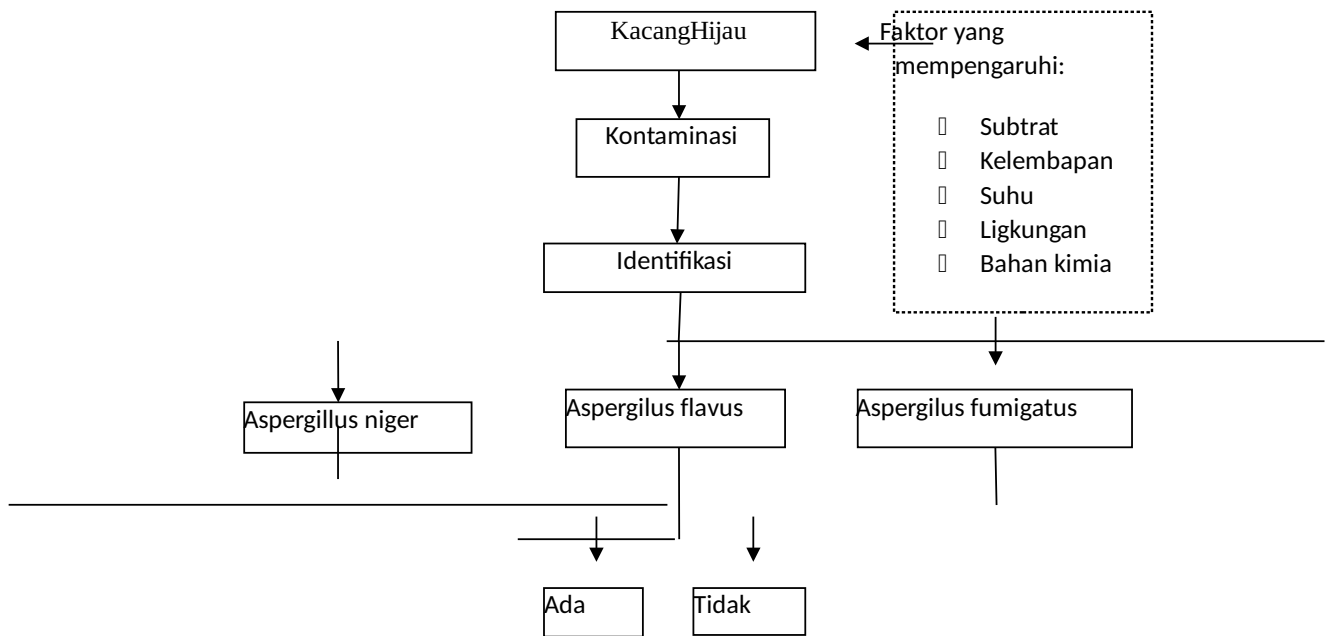 KacangHijau
Faktor yang
mempengaruhi:
Kontaminasi
Subtrat
Kelembapan
Suhu
Ligkungan
Bahan kimia
Identifikasi
Aspergillus niger
Aspergilus flavus
Aspergilus fumigatus
Ada
Tidak